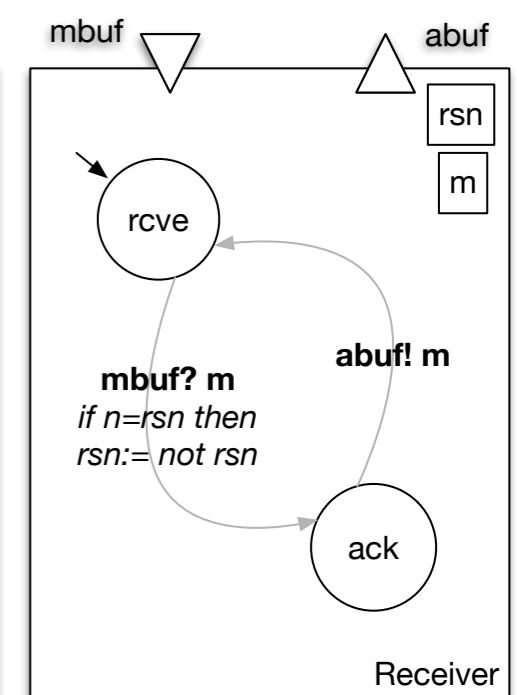 mbuf
abuf
rsn
m
rcve
abuf! m
mbuf? m
if n=rsn then
rsn:= not rsn
ack
Receiver